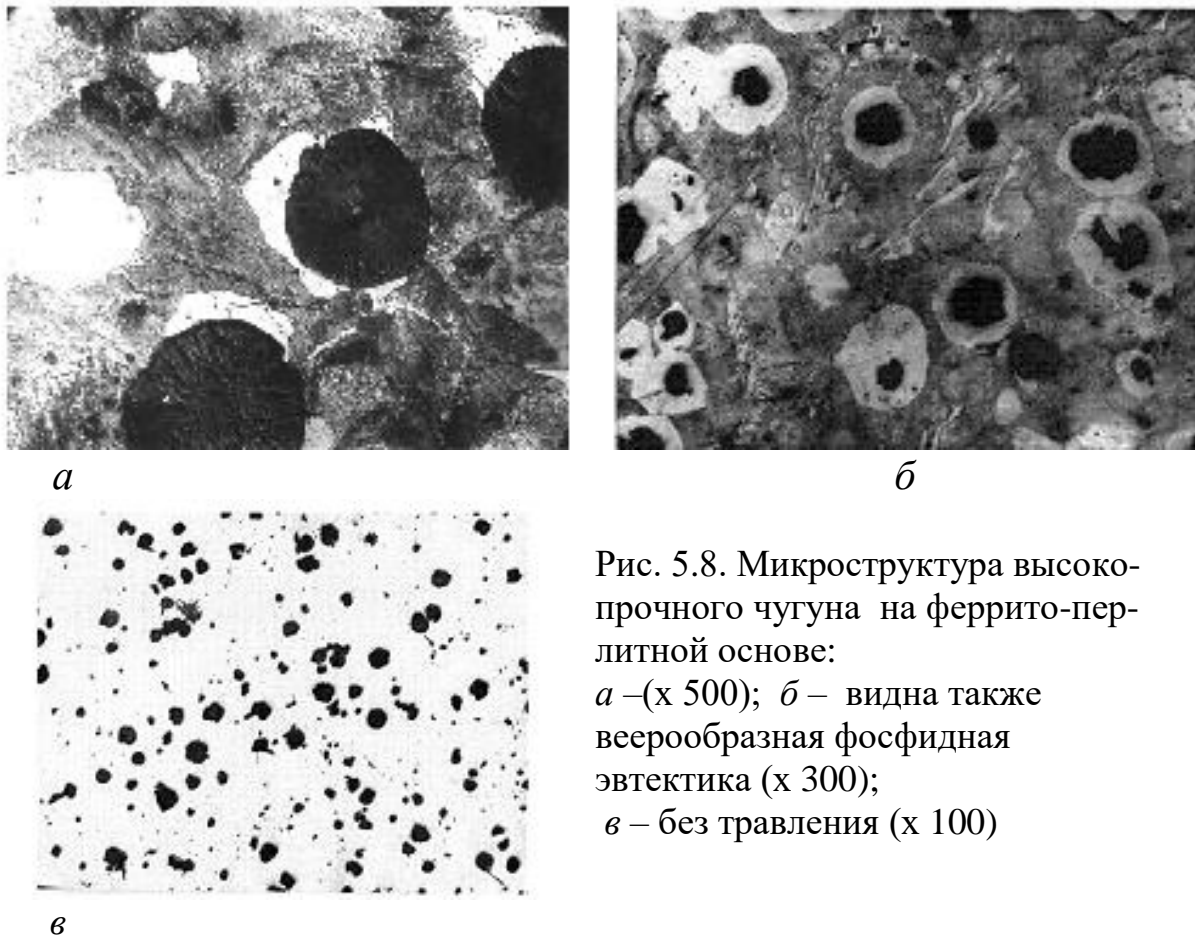 а
б
Рис. 5.8. Микроструктура высоко-
прочного чугуна на феррито-пер-
литной основе:
а –(х 500); б – видна также
веерообразная фосфидная
эвтектика (х 300);
в – без травления (х 100)
в